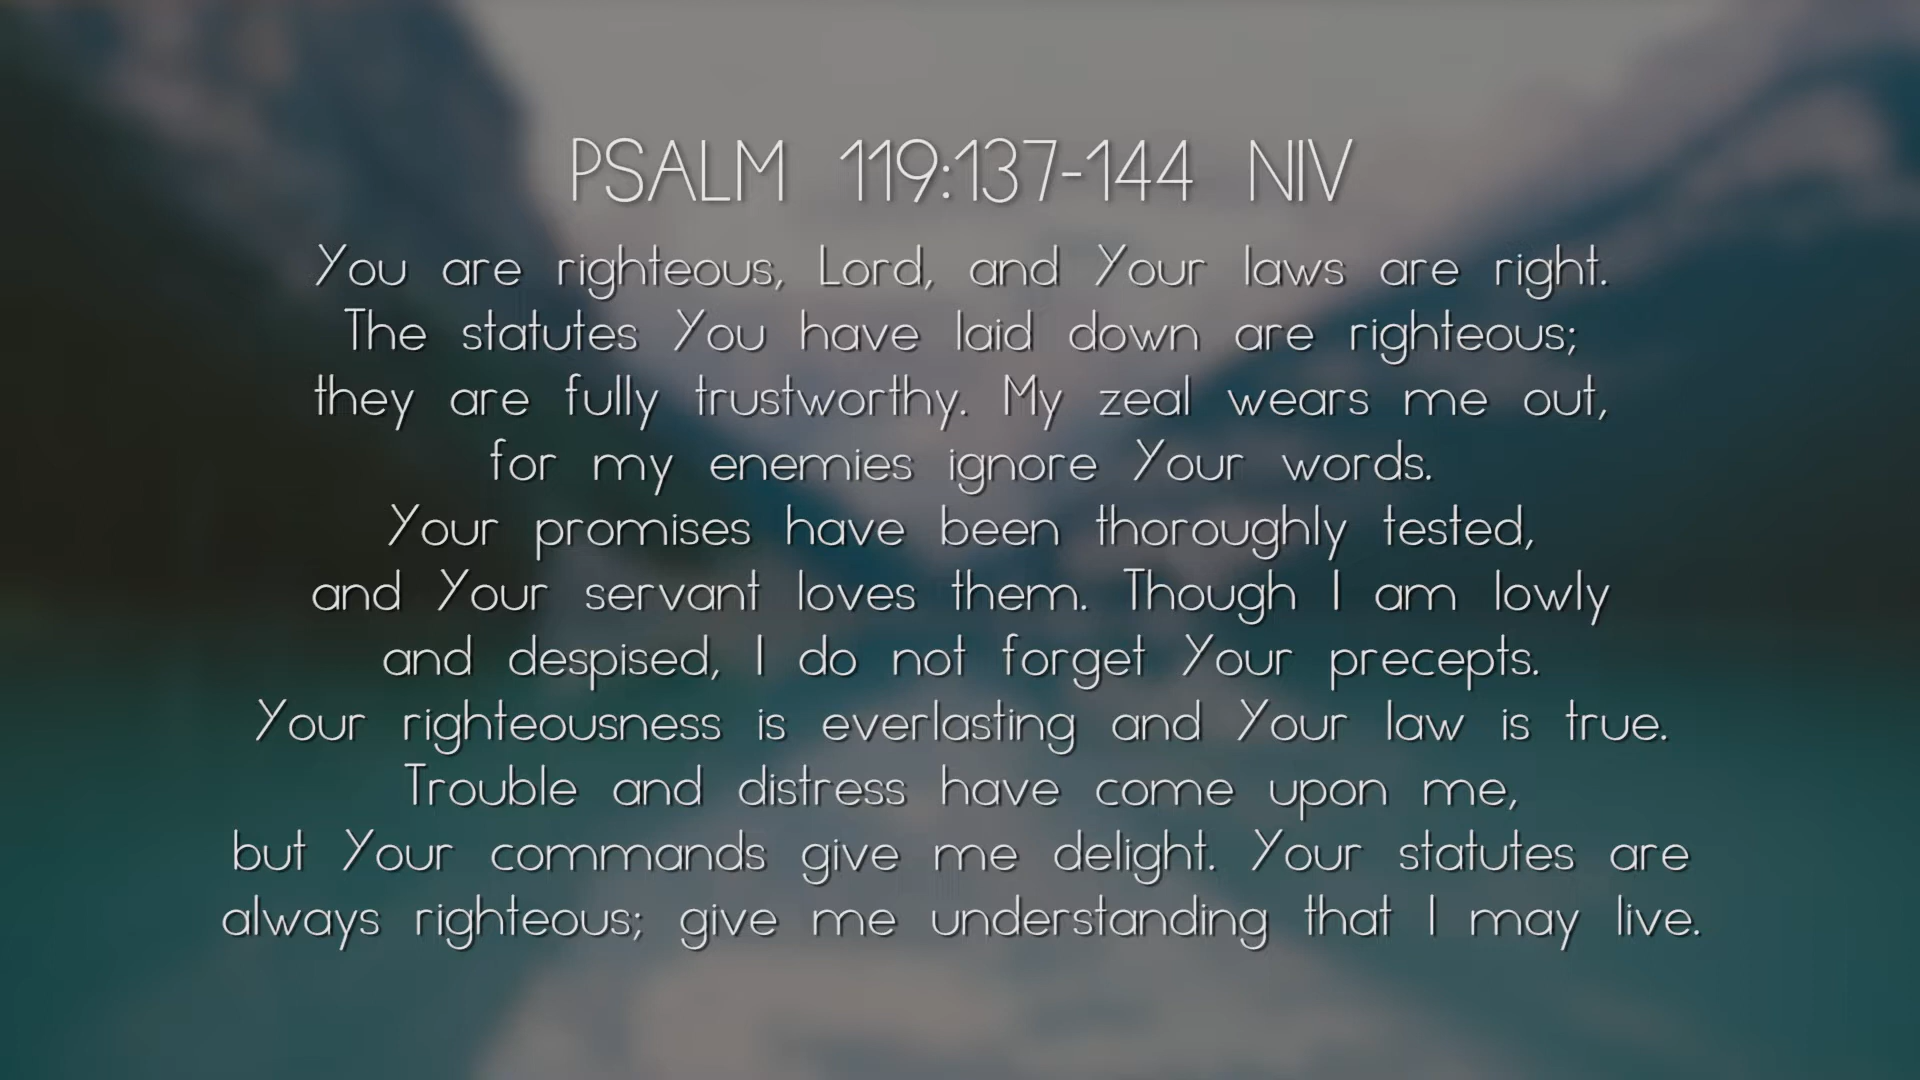 PSALM 119:137-144 NIV
You are righteous, Lord, and Your laws are right.
The statutes You have laid down are righteous;
they are fully trustworthy. My zeal wears me out,
for my enemies ignore Your words.
Your promises have been thoroughly tested,
and Your servant loves them. Though I am lowly
and despised, I do not forget Your precepts.
Your righteousness is everlasting and Your law is true.
Trouble and distress have come upon me,
but Your commands give me delight. Your statutes are
always righteous; give me understanding that I may live.